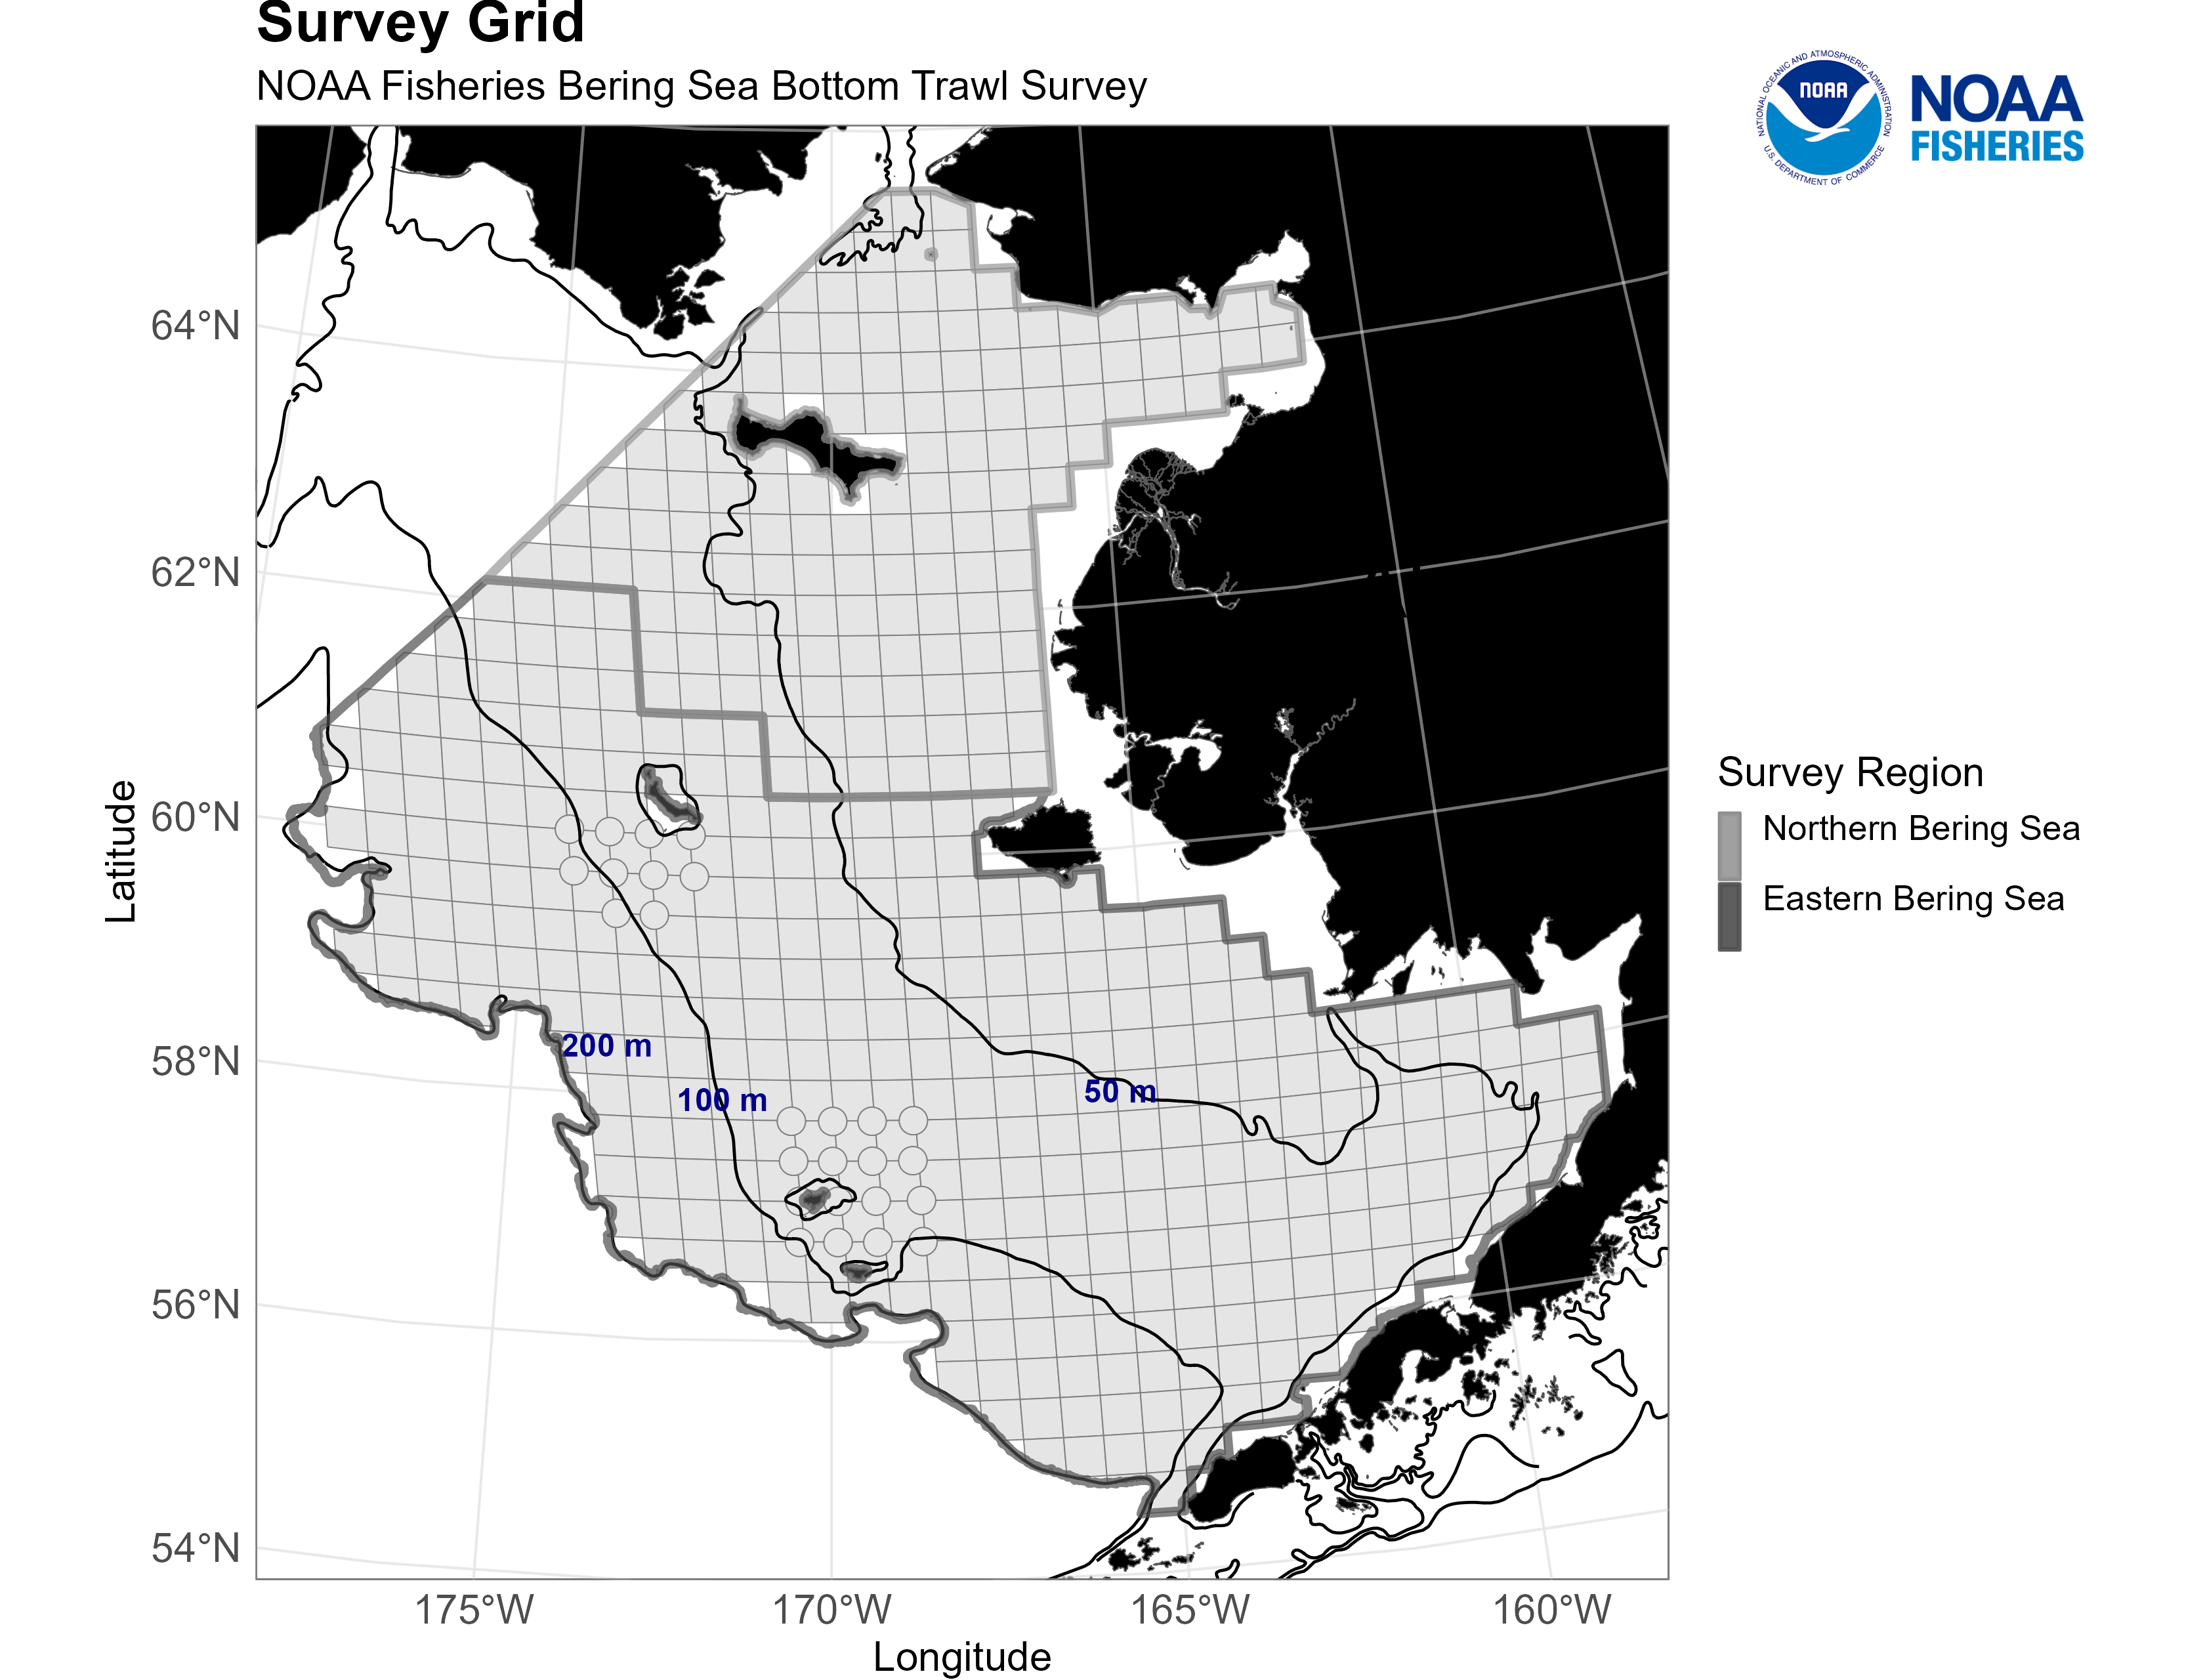 Survey Grid
NOAA Fisheries Bering Sea Bottom Trawl Survey
NATIONAL OCEANIC AND ATMOSPHERIC ADMINISTRATION
NOAA
U.S. DEPARTMENT OF COMMERCE
NOAA
FISHERIES
64°N
62°N
60°N
58°N
56°N
54°N
Latitude
200 m
100 m
50 m
175°W
170°W
165°W
160°W
Longitude
Survey Region
Northern Bering Sea
Eastern Bering Sea